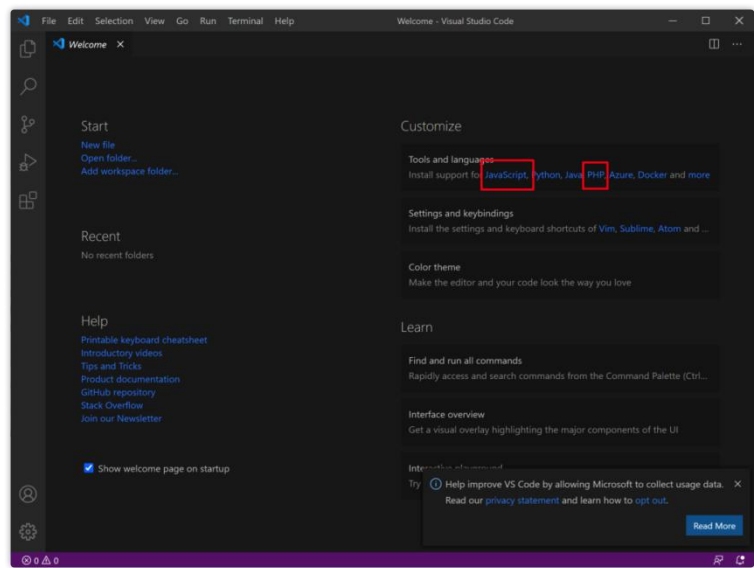 File Edit Selection View Go Run Terminal Help
Welcome - Visual Studio Code
Welcome
Start
New file
Open folder...
Add workspace folder...
Recent
No recent folders
Help
Printable keyboard cheatsheet
Introductory videos
Tips and Tricks
Product documentation
GitHub repository
Stack Overflow
Join our Newsletter
Show welcome page on startup
Customize
Tools and languages
Install support for JavaScript, Python, Java, PHP, Azure, Docker and more
Settings and keybindings
Install the settings and keyboard shortcuts of Vim, Sublime, Atom and ...
Color theme
Make the editor and your code look the way you love
Learn
Find and run all commands
Rapidly access and search commands from the Command Palette (Ctrl...
Interface overview
Get a visual overlay highlighting the major components of the UI
Try
Help improve VS Code by allowing Microsoft to collect usage data.
Read our privacy statement and learn how to opt out.
Read More
0 0